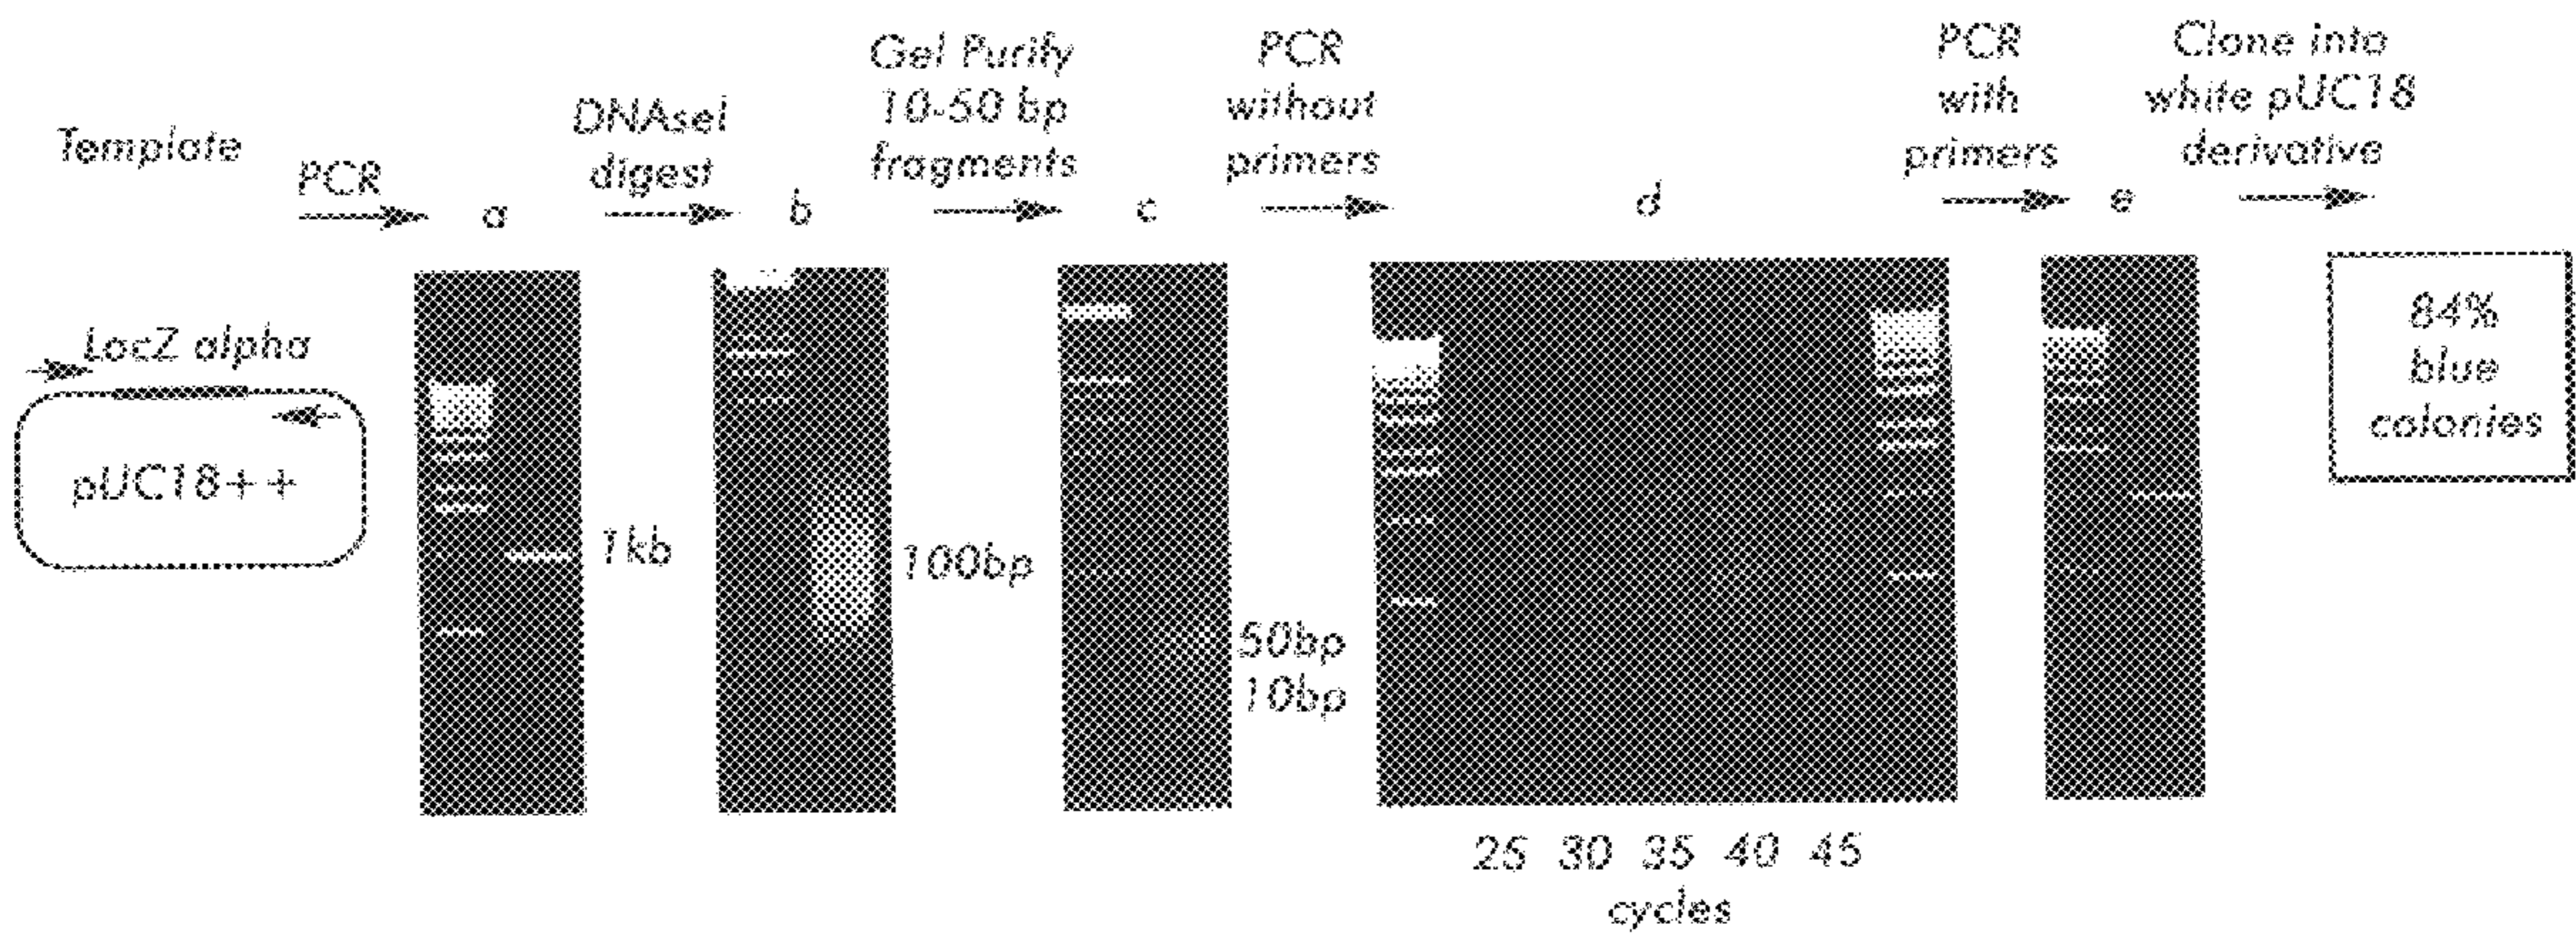 Template
PCR
a
DNAseI
digest
b
Gel Purify
10-50 bp
fragments
c
PCR
without
primers
d
PCR
with
primers
e
Clone into
white pUC18
derivative
LacZ alpha
pUC18++
1kb
100bp
50bp
10bp
25 30 35 40 45
cycles
84%
blue
colonies